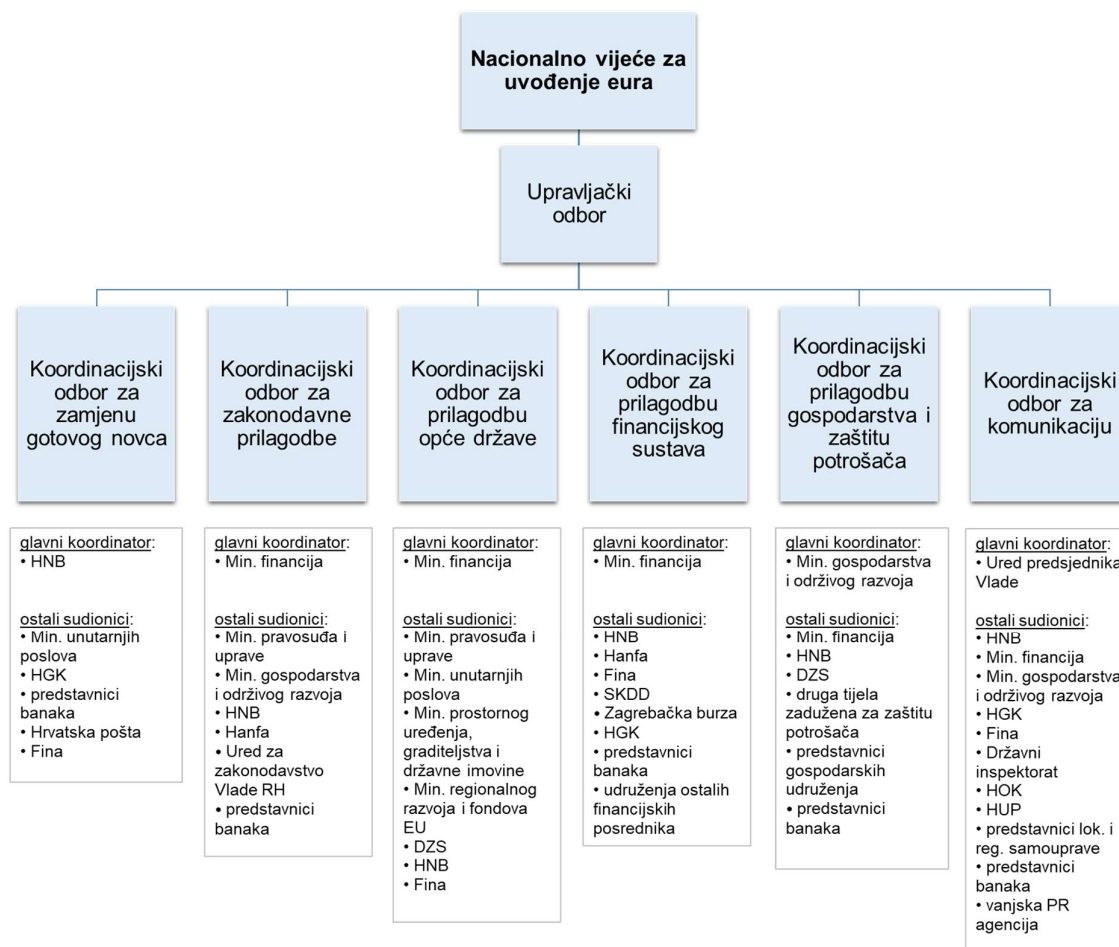 Nacionalno vijeće za
uvođenje eura
Upravljački
odbor
Koordinacijski
odbor za
zamjenu
gotovog novca
Koordinacijski
odbor za
zakonodavne
prilagodbe
Koordinacijski
odbor za
prilagodbu
opće države
Koordinacijski
odbor za
prilagodbu
financijskog
sustava
Koordinacijski
odbor za
prilagodbu
gospodarstva i
zaštitu
potrošača
Koordinacijski
odbor za
komunikaciju
glavni koordinator:
• HNB
ostali sudionici:
• Min. unutarnjih
poslova
• HGK
• predstavnici
banaka
• Hrvatska pošta
• Fina
glavni koordinator:
• Min. financija
ostali sudionici:
• Min. pravosuđa i
uprave
• Min. gospodarstva
i održivog razvoja
• HNB
• Hanfa
• Ured za
zakonodavstvo
Vlade RH
• predstavnici
banaka
glavni koordinator:
• Min. financija
ostali sudionici:
• Min. pravosuđa i
uprave
• Min. unutarnjih
poslova
• Min. prostornog
uređenja,
graditeljstva i
državne imovine
• Min. regionalnog
razvoja i fondova
EU
• DZS
• HNB
• Fina
glavni koordinator:
• Min. financija
ostali sudionici:
• HNB
• Hanfa
• Fina
• SKDD
• Zagrebačka burza
• HGK
• predstavnici
banaka
• udruženja ostalih
financijskih
posrednika
glavni koordinator:
• Min. gospodarstva
i održivog razvoja
ostali sudionici:
• Min. financija
• HNB
• DZS
• druga tijela
zadužena za zaštitu
potrošača
• predstavnici
gospodarskih
udruženja
• predstavnici
banaka
glavni koordinator:
• Ured predsjednika
Vlade
ostali sudionici:
• HNB
• Min. financija
• Min. gospodarstva
i održivog razvoja
• HGK
• Fina
• Državni
inspektorat
• HOK
• HUP
• predstavnici lok. i
reg. samouprave
• predstavnici
banaka
• vanjska PR
agencija